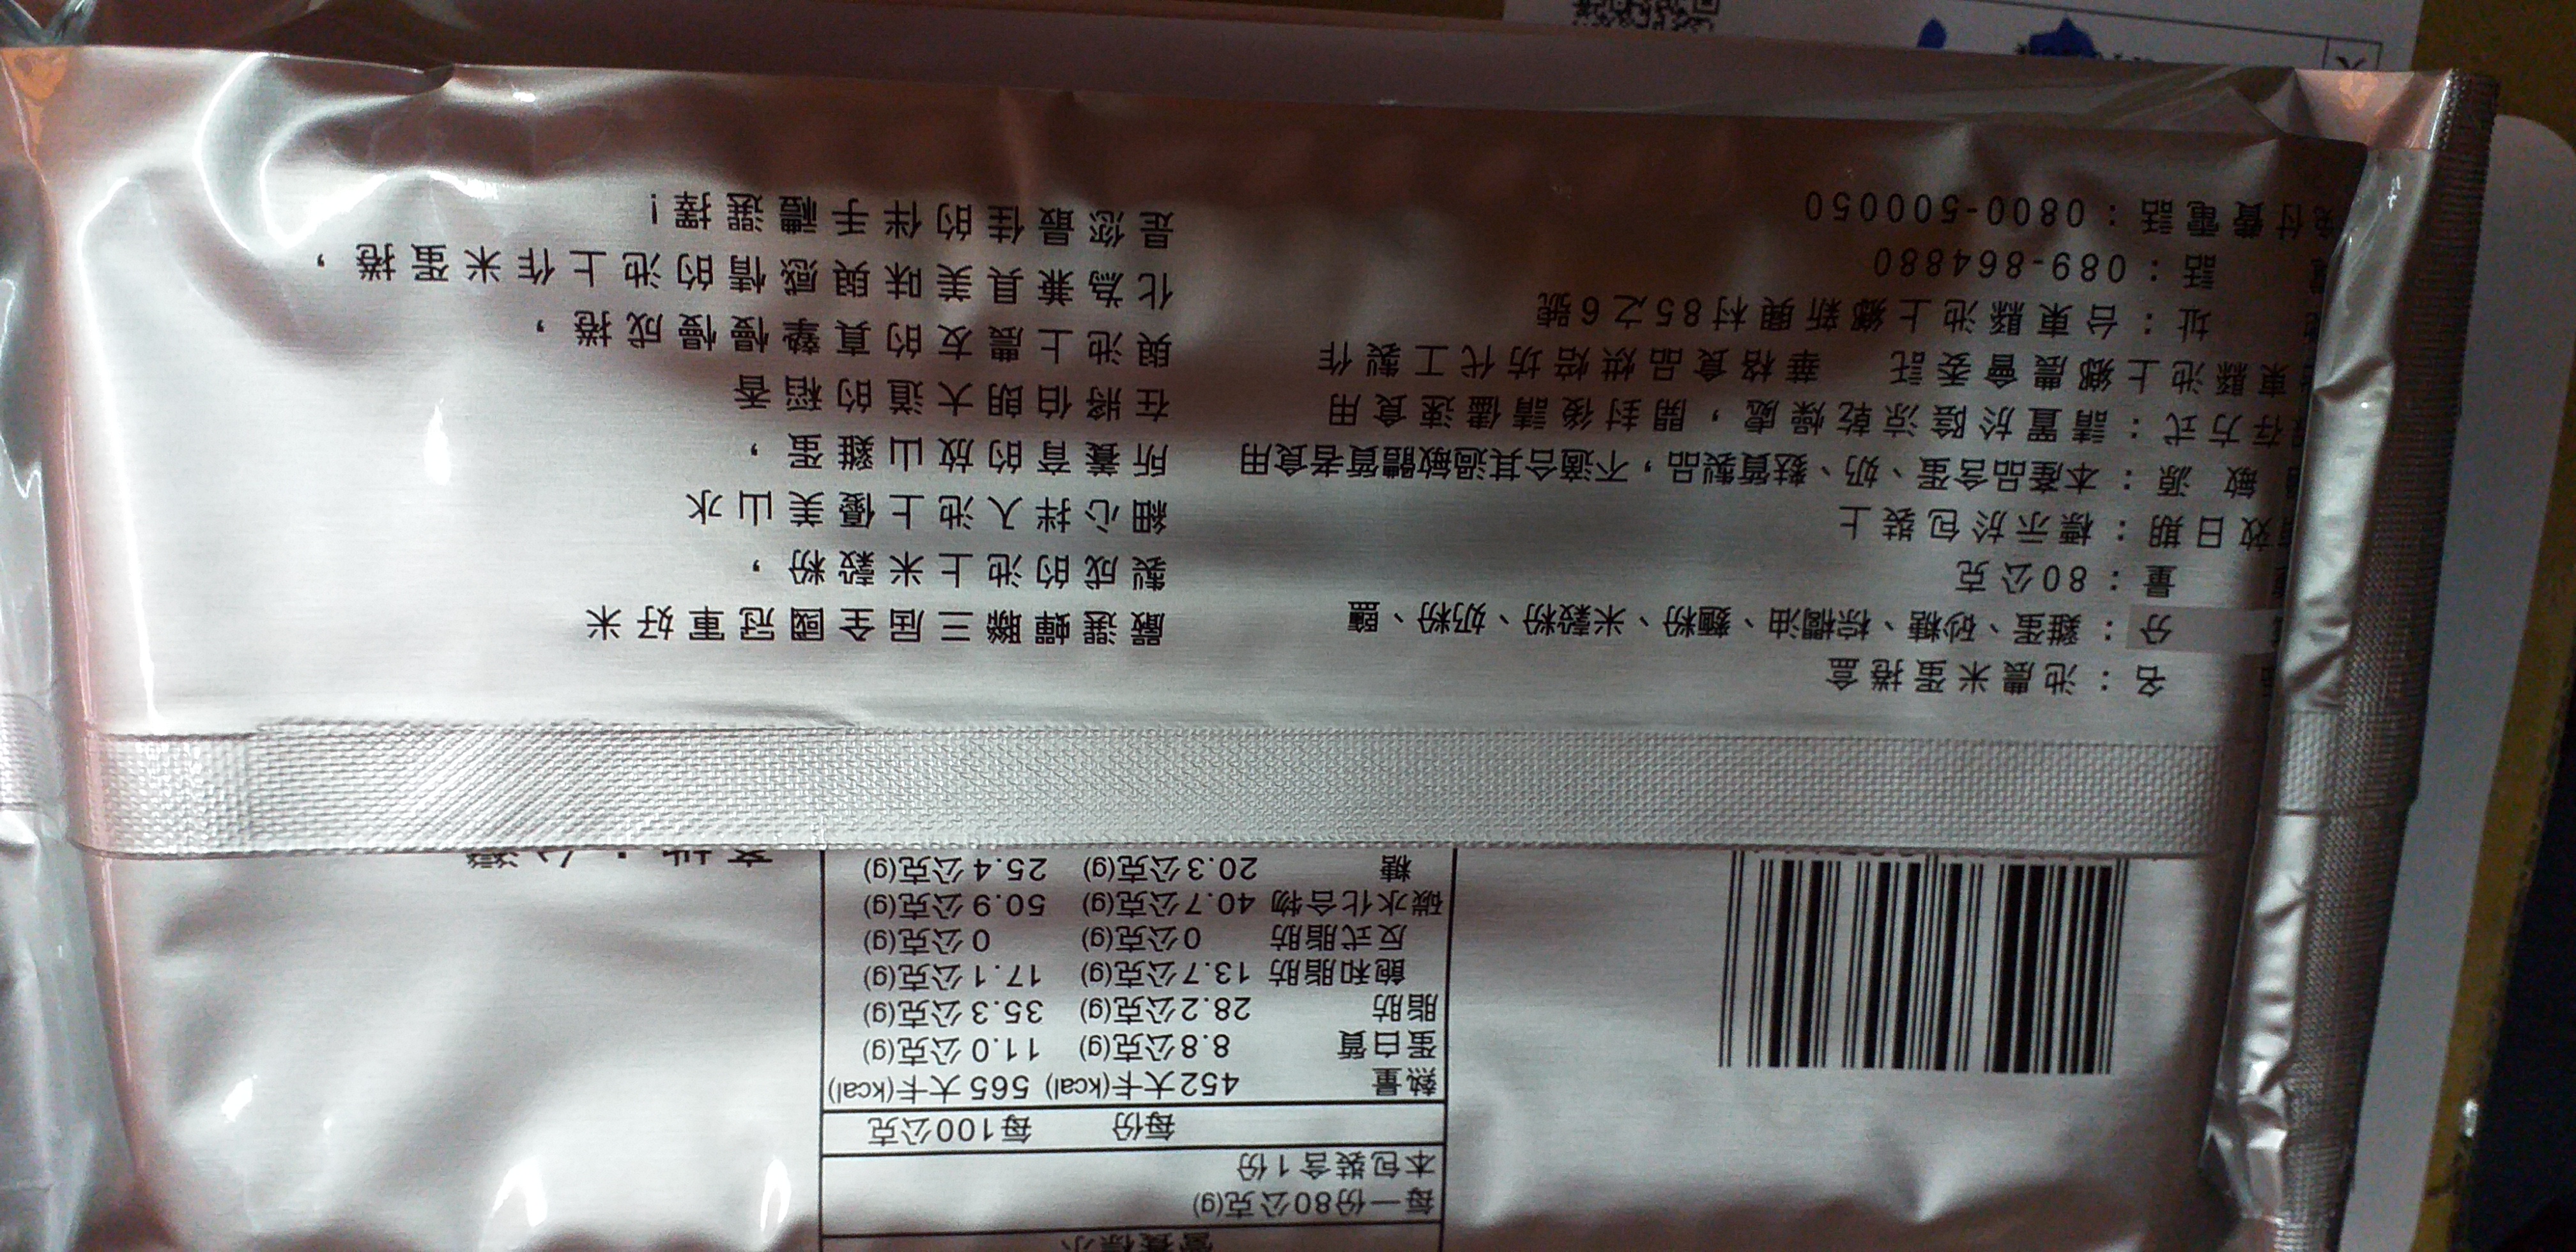 營養標示
每一份80公克(g)
本包裝含1份
每份 每100公克
熱量 452大卡(kcal) 565大卡(kcal)
蛋白質 8.8公克(g) 11.0公克(g)
脂肪 28.2公克(g) 35.3公克(g)
飽和脂肪 13.7公克(g) 17.1公克(g)
反式脂肪 0公克(g) 0公克(g)
碳水化合物 40.7公克(g) 50.9公克(g)
糖 20.3公克(g) 25.4公克(g)
品 名：池農米蛋捲盒
分：雞蛋、砂糖、棕櫚油、麵粉、米穀粉、奶粉、鹽
量：80公克
效日期：標示於包裝上
敏 源：本產品含蛋、奶、麩質製品，不適合其過敏體質者食用
存方式：請置於陰涼乾燥處，開封後請儘速食用
東縣池上鄉農會委託 華格食品烘焙坊代工製作
址：台東縣池上鄉新興村85之6號
話：089-864880
付費電話：0800-500050
嚴選蟬聯三屆全國冠軍好米
製成的池上米穀粉，
細心拌入池上優美山水
所養育的放山雞蛋，
在將伯朗大道的稻香
與池上農友的真摯慢慢成捲，
化為兼具美味與感情的池上作米蛋捲，
是您最佳的伴手禮選擇！